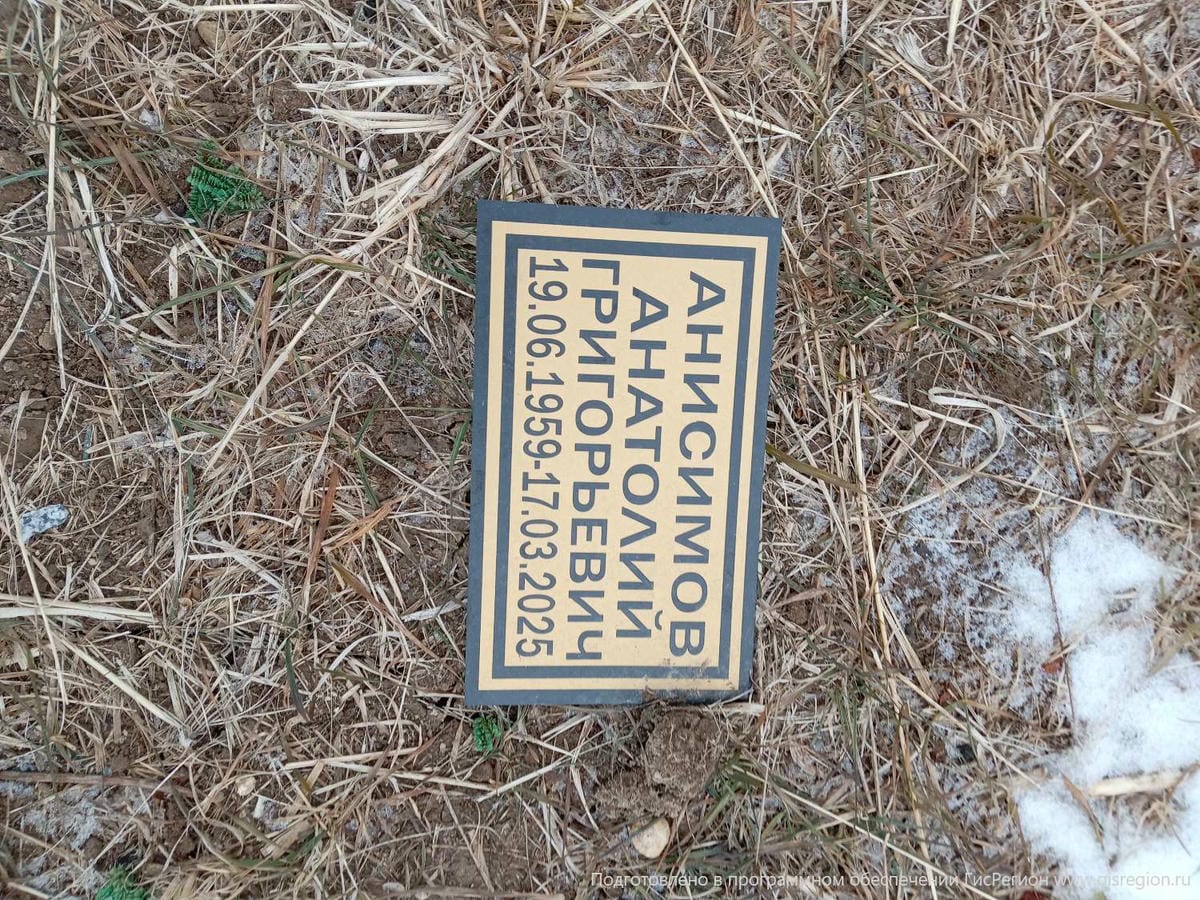 АНИСИМОВ
АНАТОЛИЙ
ГРИГОРЬЕВИЧ
19.06.1959-17.03.2025
Подготовлено в программном обеспечении ГисРегион www.gisregion.ru